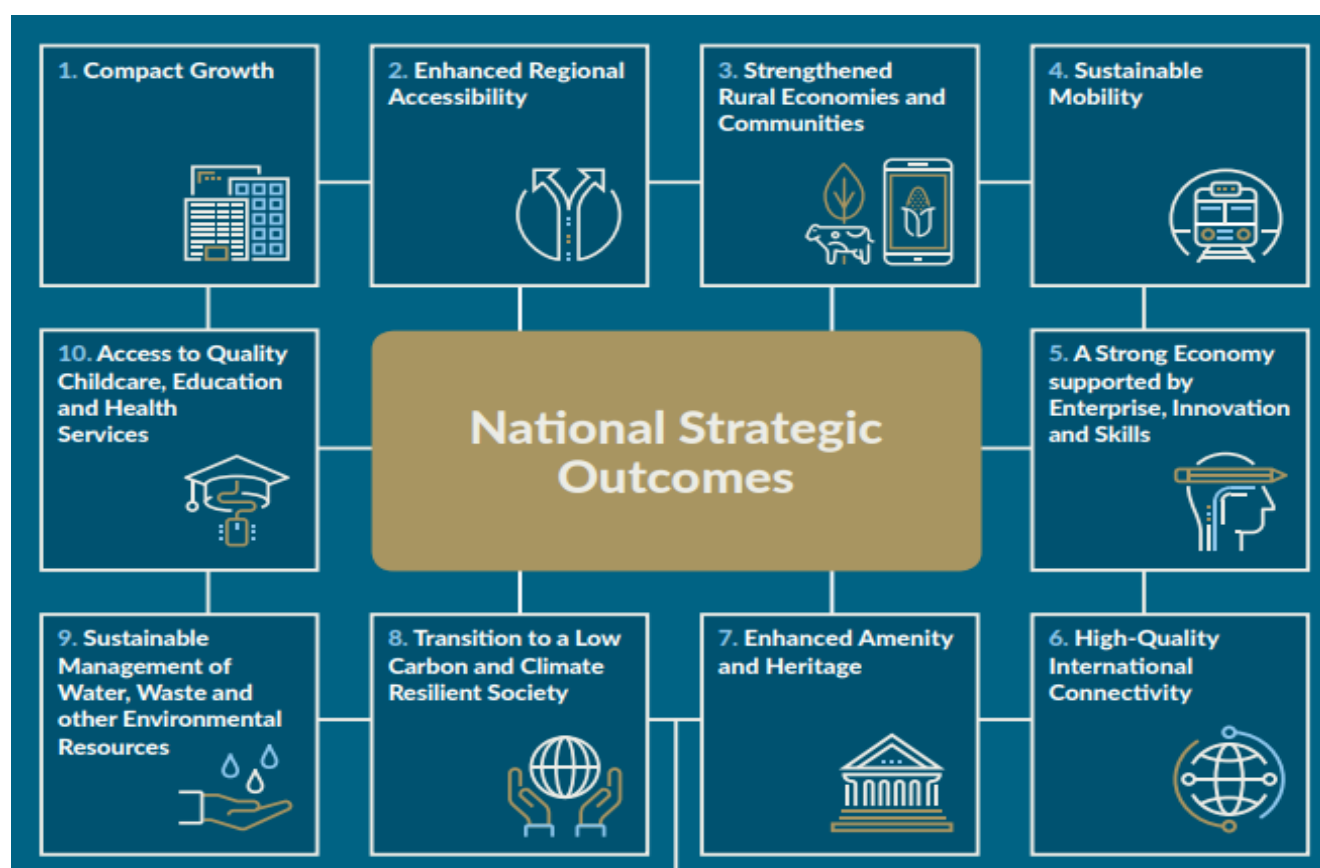 1. Compact Growth
2. Enhanced Regional
Accessibility
3. Strengthened
Rural Economies and
Communities
4. Sustainable
Mobility
10. Access to Quality
Childcare, Education
and Health
Services
National Strategic
Outcomes
5. A Strong Economy
supported by
Enterprise, Innovation
and Skills
9. Sustainable
Management of
Water, Waste and
other Environmental
Resources
8. Transition to a Low
Carbon and Climate
Resilient Society
7. Enhanced Amenity
and Heritage
6. High-Quality
International
Connectivity